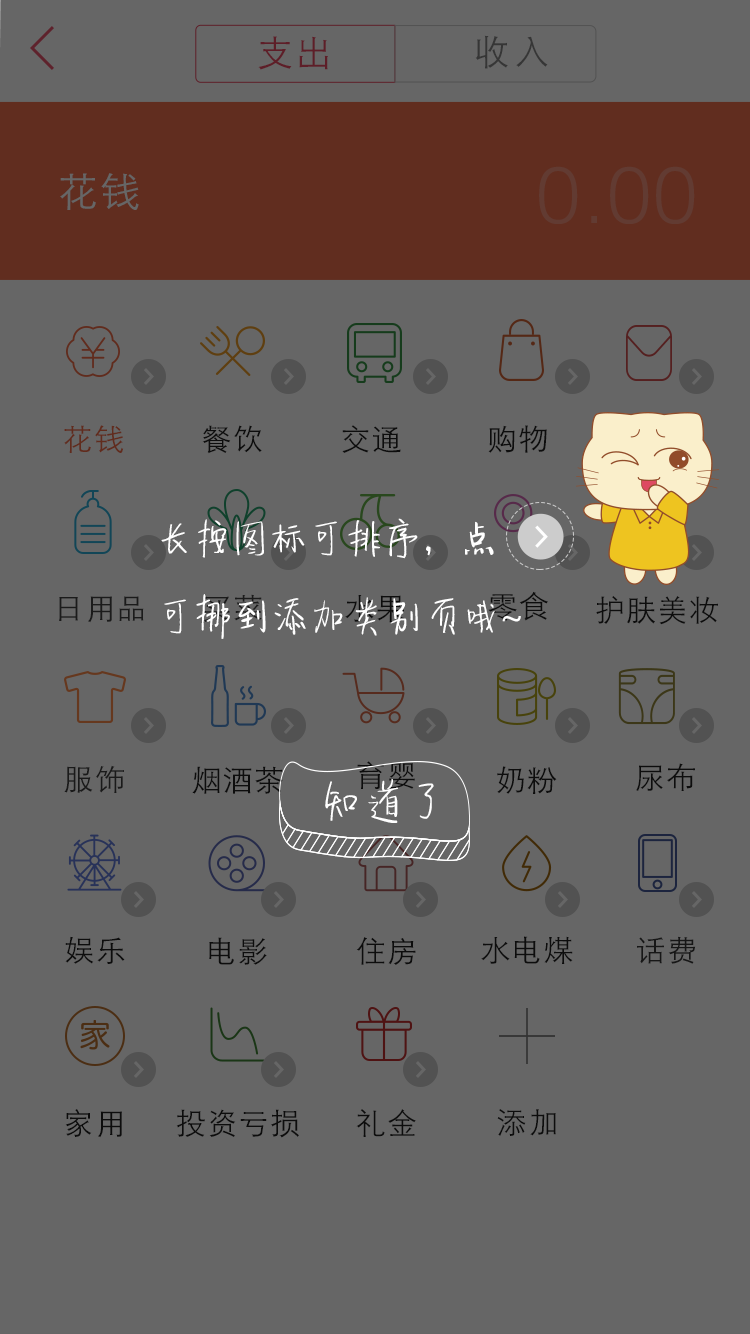 支出 收入
花钱 0.00
花钱 餐饮 交通 购物
长按图标可排序，点
日用品 买菜 水果 零食 护肤美妆
可挪到添加类别页哦~
服饰 烟酒茶 育婴 奶粉 尿布
知道了
娱乐 电影 住房 水电煤 话费
家
家用 投资亏损 礼金 添加